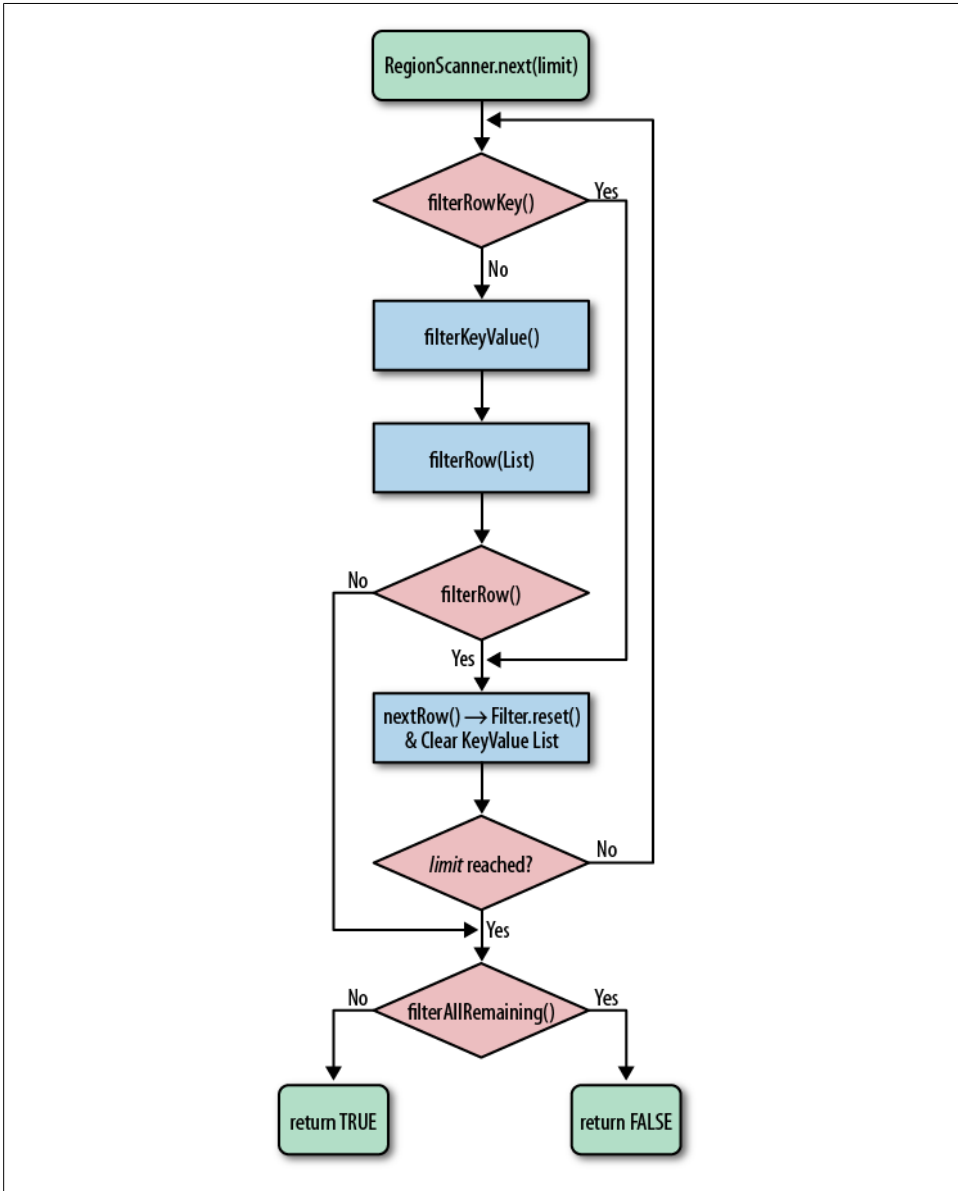 RegionScanner.next(limit)
filterRowKey()
Yes
No
filterKeyValue()
filterRow(List)
No
filterRow()
Yes
nextRow() → Filter.reset()
& Clear KeyValue List
limit reached?
No
Yes
No
filterAllRemaining()
Yes
return TRUE
return FALSE